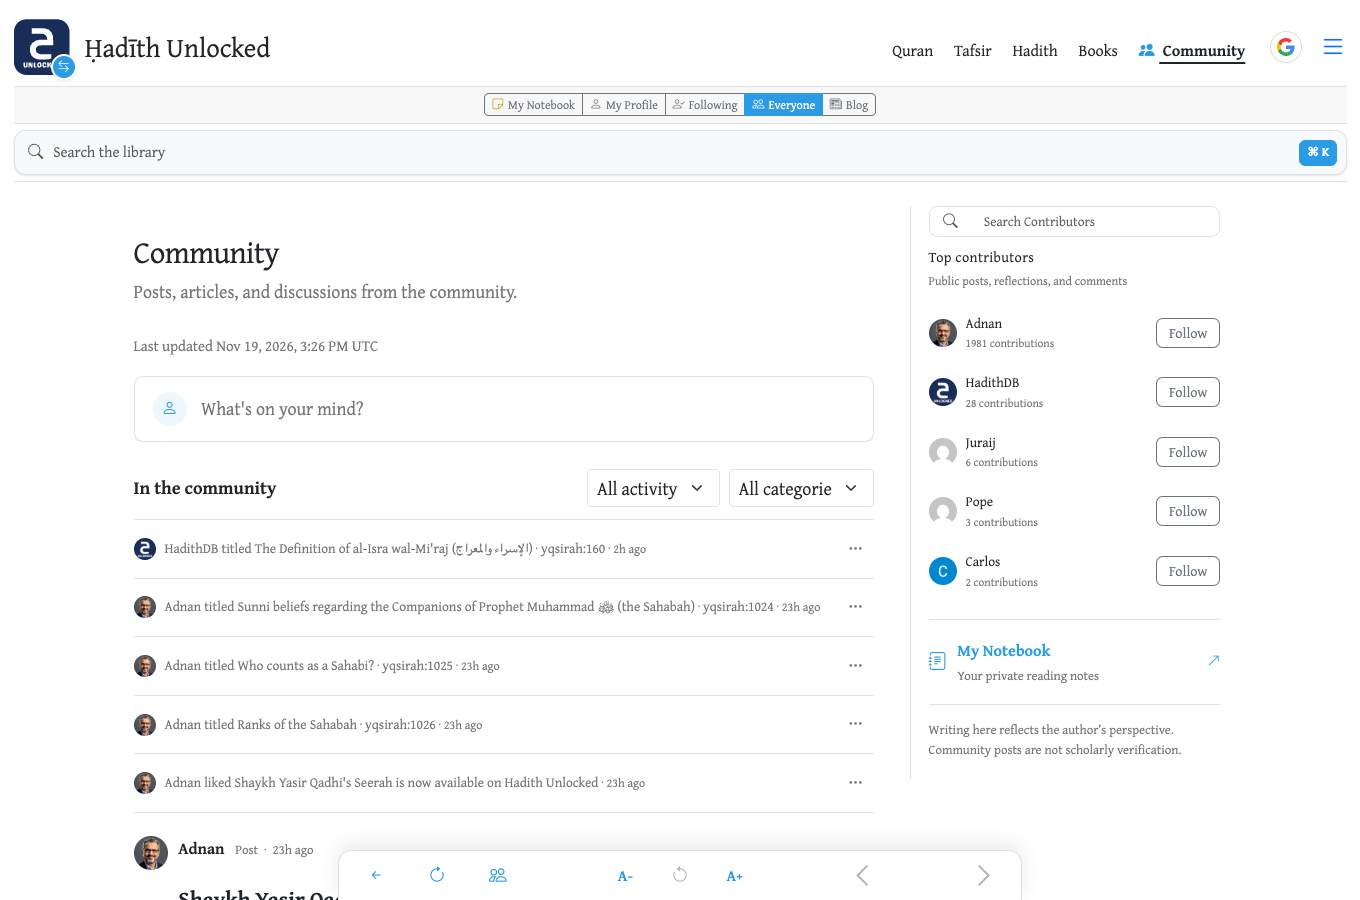 UNLOCK
Ḥadīth Unlocked
Quran Tafsir Hadith Books Community
My Notebook My Profile Following Everyone Blog
Search the library ⌘ K
Search Contributors
Community
Posts, articles, and discussions from the community.
Last updated Nov 19, 2026, 3:26 PM UTC
What's on your mind?
In the community All activity All categorie
HadithDB titled The Definition of al-Isra wal-Mi'raj (الإسراء والمعراج) · yqsirah:160 · 2h ago
Adnan titled Sunni beliefs regarding the Companions of Prophet Muhammad ﷺ (the Sahabah) · yqsirah:1024 · 23h ago
Adnan titled Who counts as a Sahabi? · yqsirah:1025 · 23h ago
Adnan titled Ranks of the Sahabah · yqsirah:1026 · 23h ago
Adnan liked Shaykh Yasir Qadhi's Seerah is now available on Hadith Unlocked · 23h ago
Adnan Post · 23h ago
Shaykh Yasir Qa
Top contributors
Public posts, reflections, and comments
Adnan
1981 contributions
Follow
HadithDB
28 contributions
Follow
Juraij
6 contributions
Follow
Pope
3 contributions
Follow
C
Carlos
2 contributions
Follow
My Notebook
Your private reading notes
Writing here reflects the author's perspective.
Community posts are not scholarly verification.
A- A+